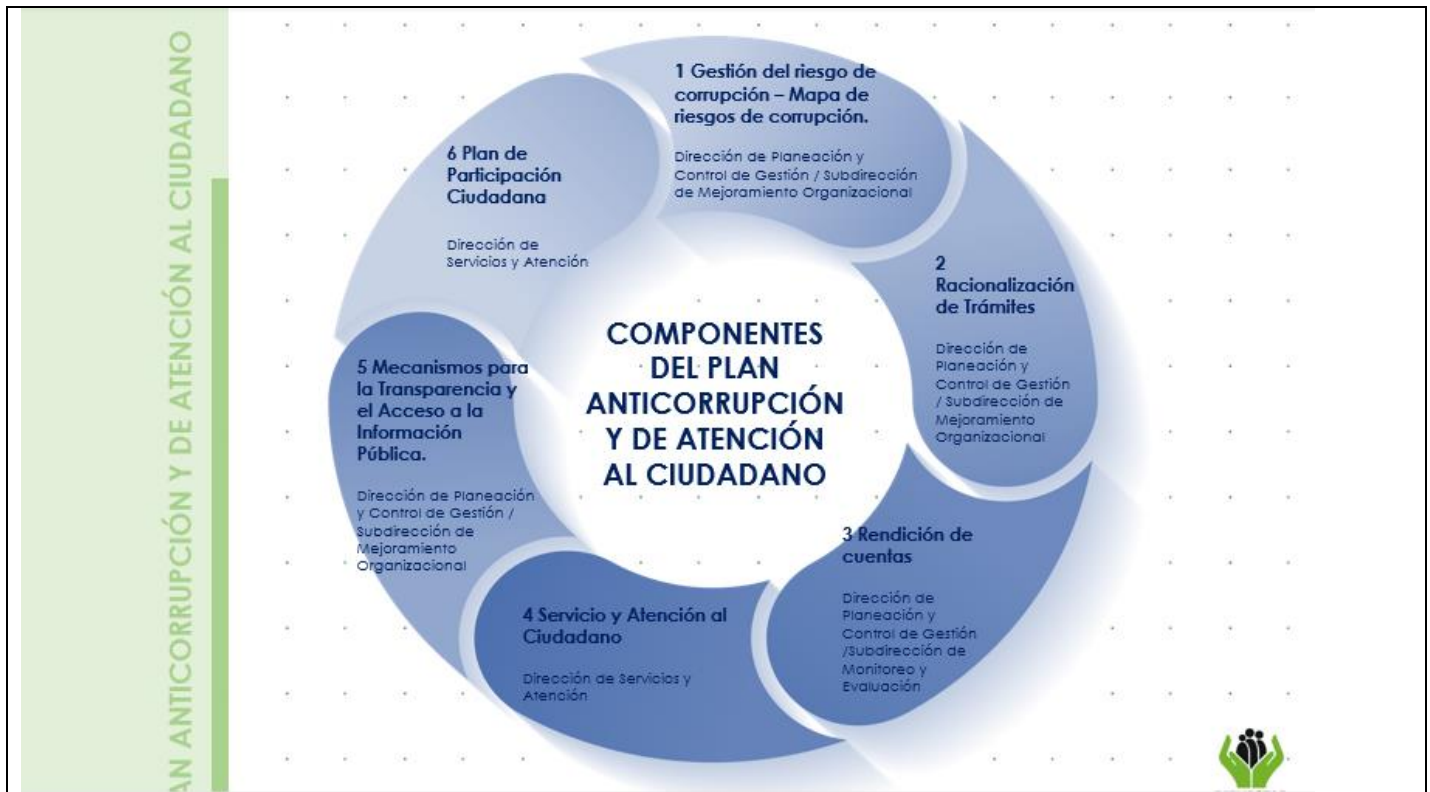 AN ANTICORRUPCIÓN Y DE ATENCIÓN AL CIUDADANO
1 Gestión del riesgo de
corrupción – Mapa de
riesgos de corrupción.
Dirección de Planeación y
Control de Gestión / Subdirección
de Mejoramiento Organizacional
2
Racionalización
de Trámites
Dirección de
Planeación y
Control de Gestión
/ Subdirección de
Mejoramiento
Organizacional
3 Rendición de
cuentas
Dirección de
Planeación y
Control de Gestión
/Subdirección de
Monitoreo y
Evaluación
4 Servicio y Atención al
Ciudadano
Dirección de Servicios y
Atención
5 Mecanismos para
la Transparencia y
el Acceso a la
Información
Pública.
Dirección de Planeación
y Control de Gestión /
Subdirección de
Mejoramiento
Organizacional
6 Plan de
Participación
Ciudadana
Dirección de
Servicios y Atención
COMPONENTES
DEL PLAN
ANTICORRUPCIÓN
Y DE ATENCIÓN
AL CIUDADANO